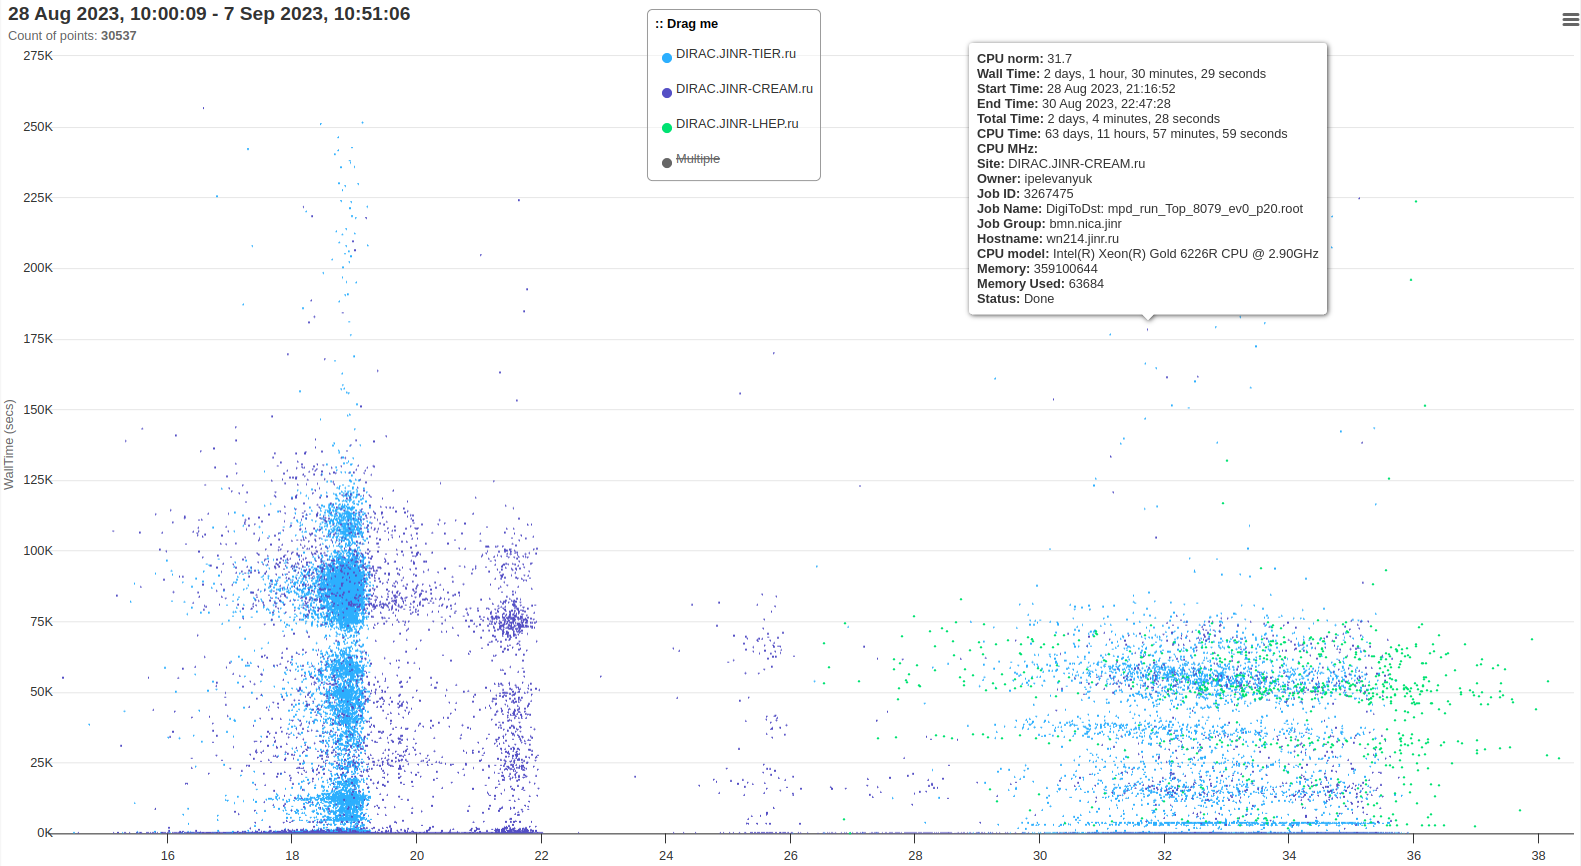 28 Aug 2023, 10:00:09 - 7 Sep 2023, 10:51:06
Count of points: 30537
:: Drag me
DIRAC.JINR-TIER.ru
DIRAC.JINR-CREAM.ru
DIRAC.JINR-LHEP.ru
Multiple
CPU norm: 31.7
Wall Time: 2 days, 1 hour, 30 minutes, 29 seconds
Start Time: 28 Aug 2023, 21:16:52
End Time: 30 Aug 2023, 22:47:28
Total Time: 2 days, 4 minutes, 28 seconds
CPU Time: 63 days, 11 hours, 57 minutes, 59 seconds
CPU MHz:
Site: DIRAC.JINR-CREAM.ru
Owner: ipelevanyuk
Job ID: 3267475
Job Name: DigiToDst: mpd_run_Top_8079_ev0_p20.root
Job Group: bmn.nica.jinr
Hostname: wn214.jinr.ru
CPU model: Intel(R) Xeon(R) Gold 6226R CPU @ 2.90GHz
Memory: 359100644
Memory Used: 63684
Status: Done
WallTime (secs)
275K
250K
225K
200K
175K
150K
125K
100K
75K
50K
25K
0K
16 18 20 22 24 26 28 30 32 34 36 38